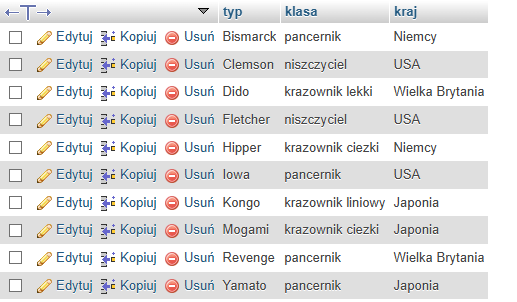 typ klasa kraj
Edytuj Kopiuj Usuń Bismarck pancernik Niemcy
Edytuj Kopiuj Usuń Clemson niszczyciel USA
Edytuj Kopiuj Usuń Dido krazownik lekki Wielka Brytania
Edytuj Kopiuj Usuń Fletcher niszczyciel USA
Edytuj Kopiuj Usuń Hipper krazownik ciezki Niemcy
Edytuj Kopiuj Usuń Iowa pancernik USA
Edytuj Kopiuj Usuń Kongo krazownik liniowy Japonia
Edytuj Kopiuj Usuń Mogami krazownik ciezki Japonia
Edytuj Kopiuj Usuń Revenge pancernik Wielka Brytania
Edytuj Kopiuj Usuń Yamato pancernik Japonia